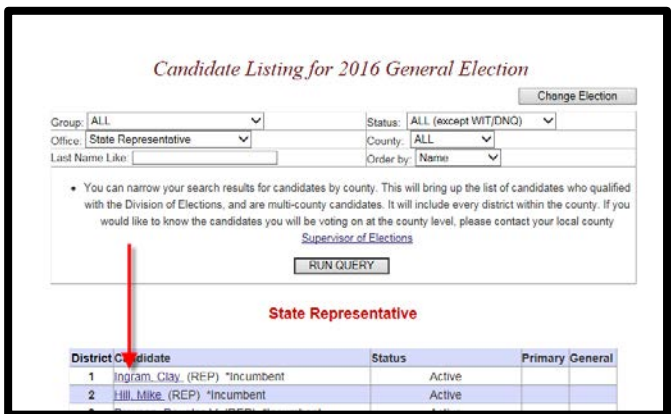 Candidate Listing for 2016 General Election
Change Election
Group: ALL Status: ALL (except WIT/DNQ)
Office: State Representative County: ALL
Last Name Like: Order by: Name
• You can narrow your search results for candidates by county. This will bring up the list of candidates who qualified
with the Division of Elections, and are multi-county candidates. It will include every district within the county. If you
would like to know the candidates you will be voting on at the county level, please contact your local county
Supervisor of Elections
RUN QUERY
State Representative
District Candidate Status Primary General
1 Ingram, Clay (REP) *Incumbent Active
2 Hill, Mike (REP) *Incumbent Active